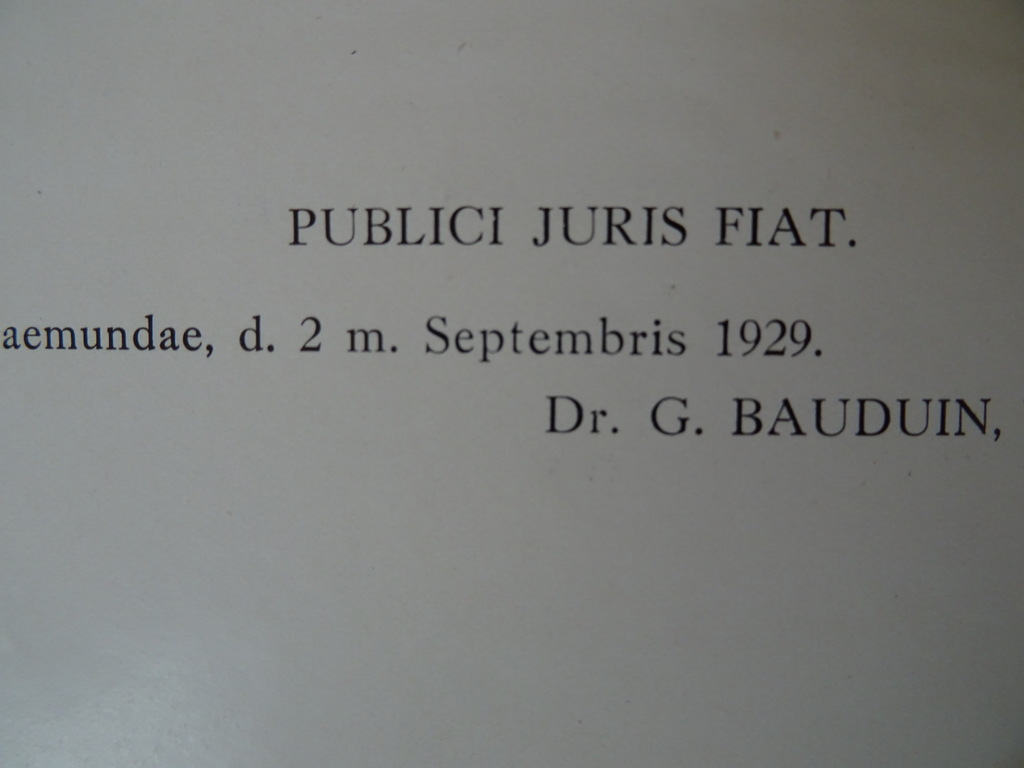 PUBLICI JURIS FIAT.
aemundae, d. 2 m. Septembris 1929.
Dr. G. BAUDUIN,